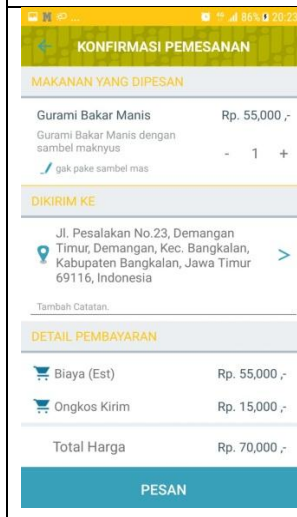 86% 20:23
KONFIRMASI PEMESANAN
MAKANAN YANG DIPESAN
Gurami Bakar Manis Rp. 55,000 ,-
Gurami Bakar Manis dengan
sambel maknyus
- 1 +
gak pake sambel mas
DIKIRIM KE
Jl. Pesalakan No.23, Demangan
Timur, Demangan, Kec. Bangkalan,
Kabupaten Bangkalan, Jawa Timur
69116, Indonesia
>
Tambah Catatan.
DETAIL PEMBAYARAN
Biaya (Est) Rp. 55,000 ,-
Ongkos Kirim Rp. 15,000 ,-
Total Harga Rp. 70,000 ,-
PESAN